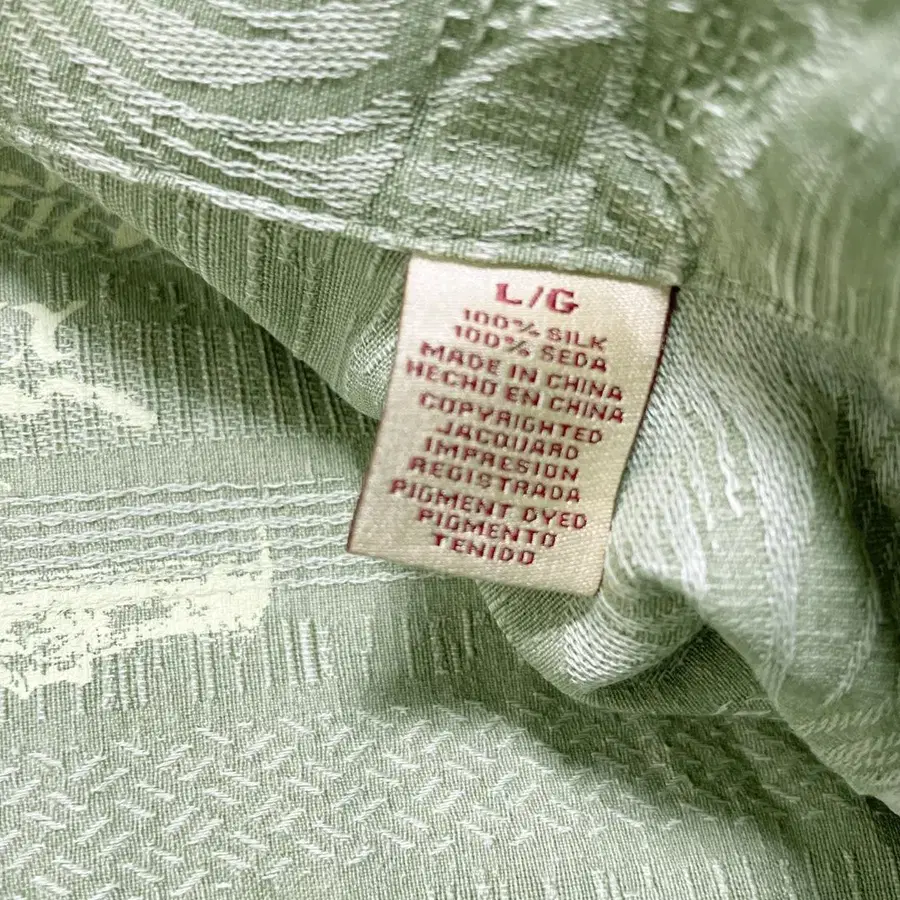 L/G
100% SILK
100% SEDA
MADE IN CHINA
HECHO EN CHINA
COPYRIGHTED
JACQUARD
IMPRESION
REGISTRADA
PIGMENT DYED
PIGMENTO
TENIDO